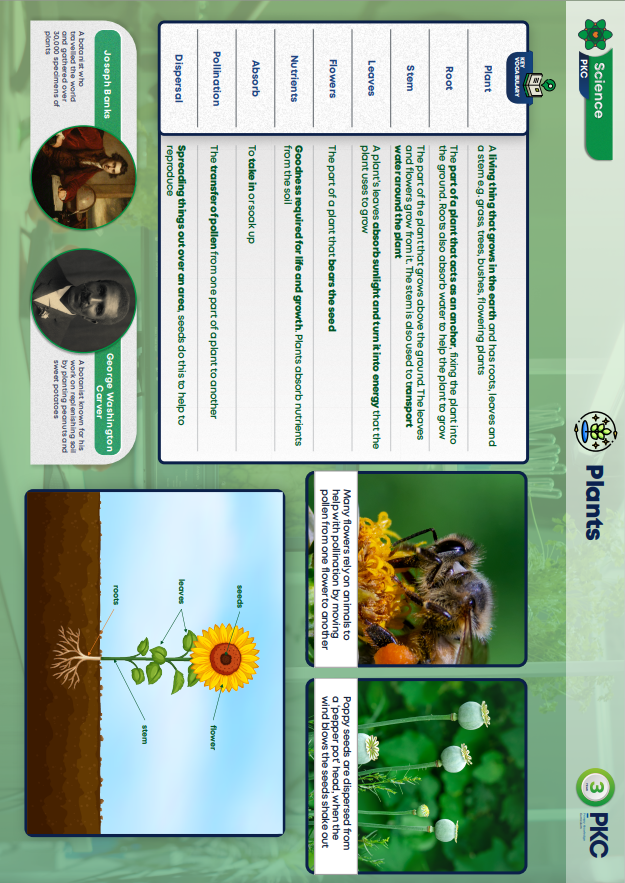 Science
PKC
Plants
3
PKC
KEY
VOCABULARY
Plant
A living thing that grows in the earth and has roots, leaves and
a stem e.g. grass, trees, bushes, flowering plants
Root
The part of a plant that acts as an anchor, fixing the plant into
the ground. Roots also absorb water to help the plant to grow
Stem
The part of the plant that grows above the ground. The leaves
and flowers grow from it. The stem is also used to transport
water around the plant
Leaves
A plant's leaves absorb sunlight and turn it into energy that the
plant uses to grow
Flowers
The part of a plant that bears the seed
Nutrients
Goodness required for life and growth. Plants absorb nutrients
from the soil
Absorb
To take in or soak up
Pollination
The transfer of pollen from one part of a plant to another
Dispersal
Spreading things out over an area, seeds do this to help to
reproduce
Many flowers rely on animals to
help with pollination by moving
pollen from one flower to another
Poppy seeds are dispersed from
a 'pepper pot' head, when the
wind blows the seeds shake out
seeds
leaves
roots
flower
stem
Joseph Banks
A botanist who
travelled the world
and gathered over
30,000 specimens of
plants
George Washington
Carver
A botanist known for his
work on replenishing soil
by planting peanuts and
sweet potatoes